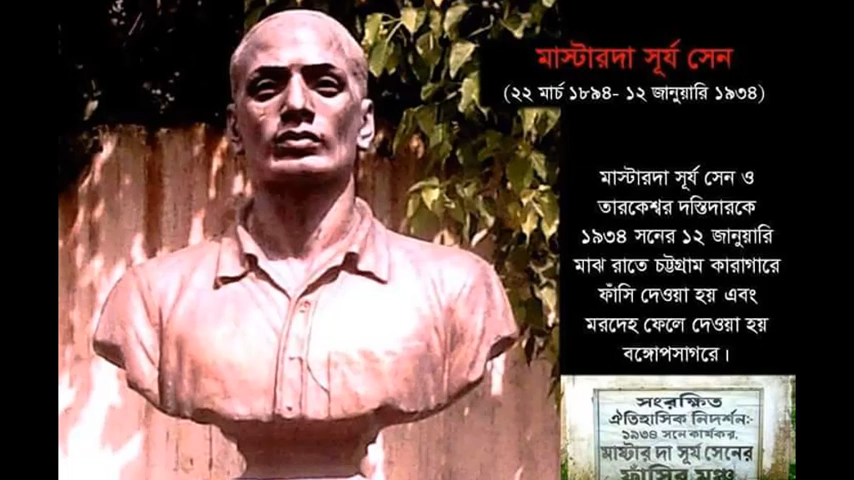 মাস্টারদা সূর্য সেন
(২২ মার্চ ১৮৯৪- ১২ জানুয়ারি ১৯৩৪)
মাস্টারদা সূর্য সেন ও
তারকেশ্বর দস্তিদারকে
১৯৩৪ সনের ১২ জানুয়ারি
মাঝ রাতে চট্টগ্রাম কারাগারে
ফাঁসি দেওয়া হয় এবং
মরদেহ ফেলে দেওয়া হয়
বঙ্গোপসাগরে।
সংরক্ষিত
ঐতিহাসিক নিদর্শন:-
১৯৩৪ সনে কার্যকর,
মাষ্টার দা সূর্য সেনের
ফাঁসির মঞ্চ